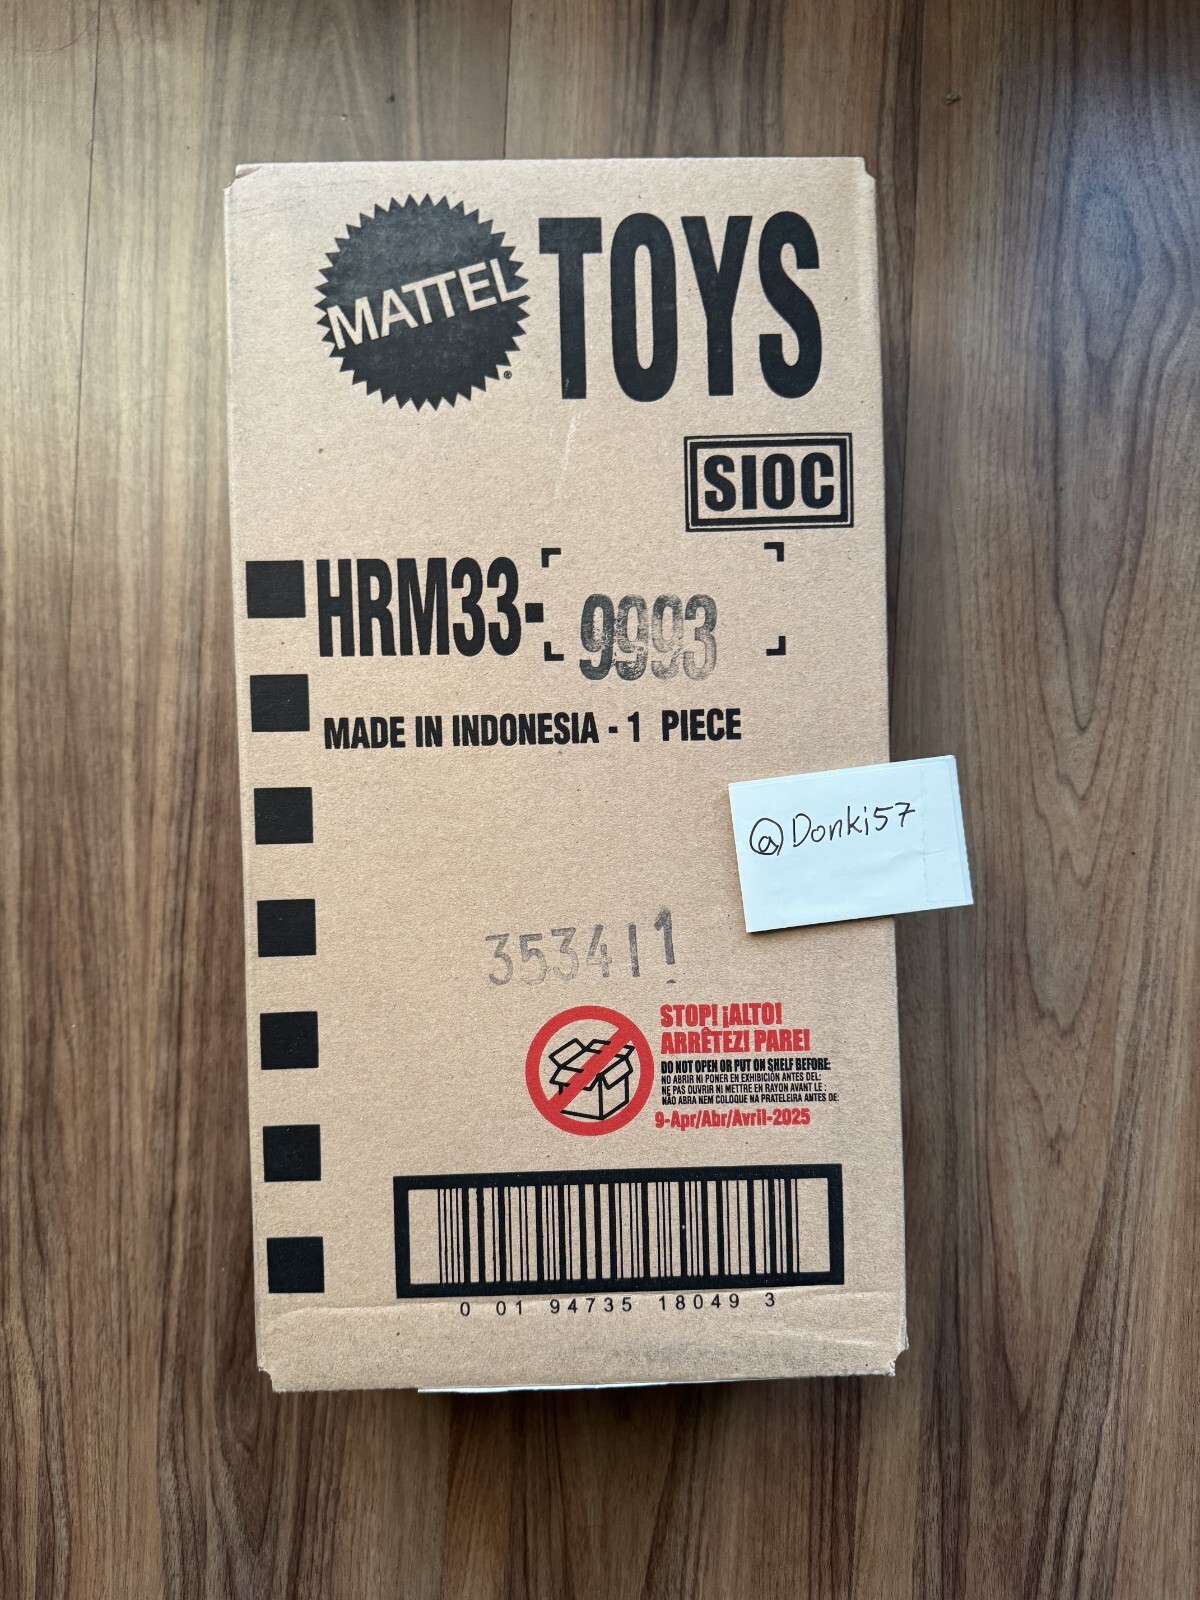 MATTEL TOYS
®
SIOC
HRM33- 9993
MADE IN INDONESIA - 1 PIECE
@Donki57
353411
STOP! ¡ALTO!
ARRÊTEZ! PARE!
DO NOT OPEN OR PUT ON SHELF BEFORE:
NO ABRIR NI PONER EN EXHIBICIÓN ANTES DEL:
NE PAS OUVRIR NI METTRE EN RAYON AVANT LE :
NÃO ABRA NEM COLOQUE NA PRATELEIRA ANTES DE:
9-Apr/Abr/Avril-2025
0 01 94735 18049 3